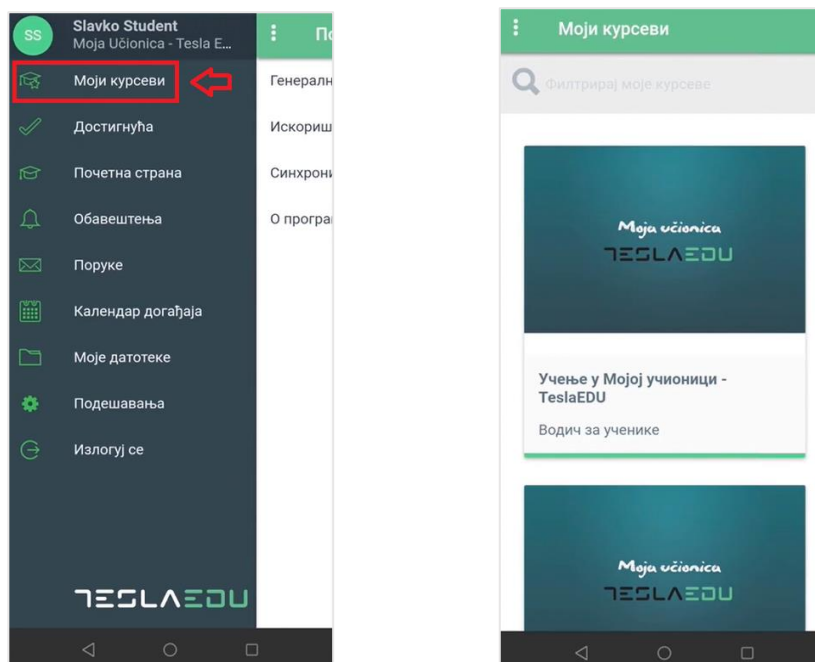 SS
Slavko Student
Moja Učionica - Tesla E...
Моји курсеви
Достигнућа
Почетна страна
Обавештења
Поруке
Календар догађаја
Моје датотеке
Подешавања
Излогуј се
TESLAEDU
По
Генералн
Искориш
Синхрони
О програ
Моји курсеви
Филтрирај моје курсеве
Moja učionica
TESLAEDU
Учење у Мојој учионици -
TeslaEDU
Водич за ученике
Moja učionica
TESLAEDU